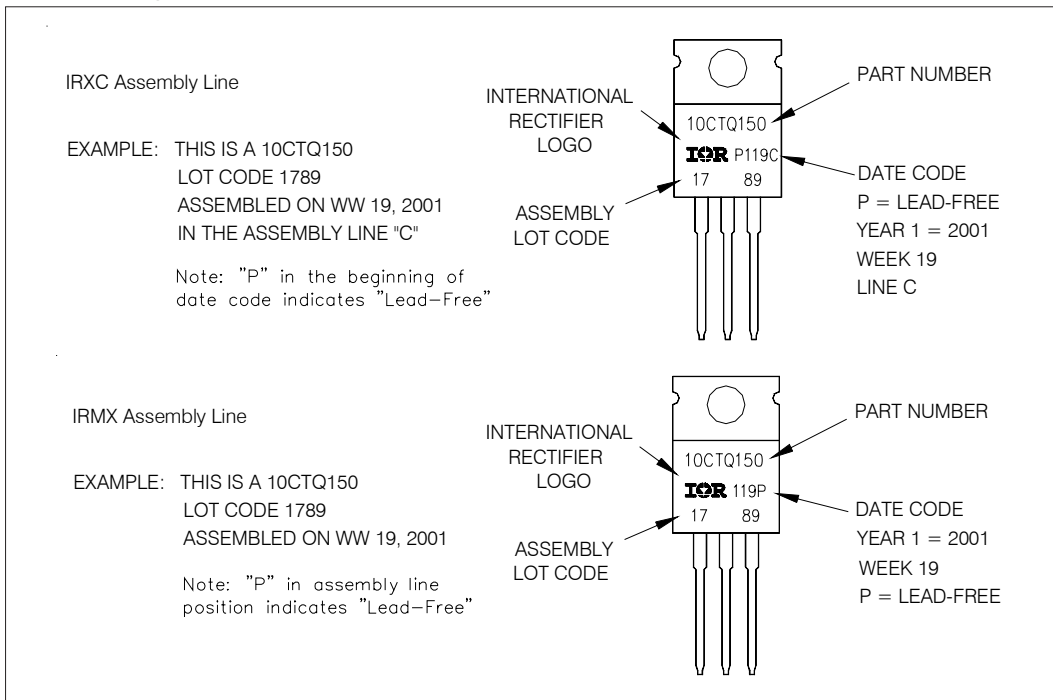 IRXC Assembly Line
EXAMPLE: THIS IS A 10CTQ150
LOT CODE 1789
ASSEMBLED ON WW 19, 2001
IN THE ASSEMBLY LINE "C"
Note: "P" in the beginning of
date code indicates "Lead-Free"
INTERNATIONAL
RECTIFIER
LOGO
ASSEMBLY
LOT CODE
10CTQ150
IOR P119C
17 89
PART NUMBER
DATE CODE
P = LEAD-FREE
YEAR 1 = 2001
WEEK 19
LINE C
IRMX Assembly Line
EXAMPLE: THIS IS A 10CTQ150
LOT CODE 1789
ASSEMBLED ON WW 19, 2001
Note: "P" in assembly line
position indicates "Lead-Free"
INTERNATIONAL
RECTIFIER
LOGO
ASSEMBLY
LOT CODE
10CTQ150
IOR 119P
17 89
PART NUMBER
DATE CODE
YEAR 1 = 2001
WEEK 19
P = LEAD-FREE